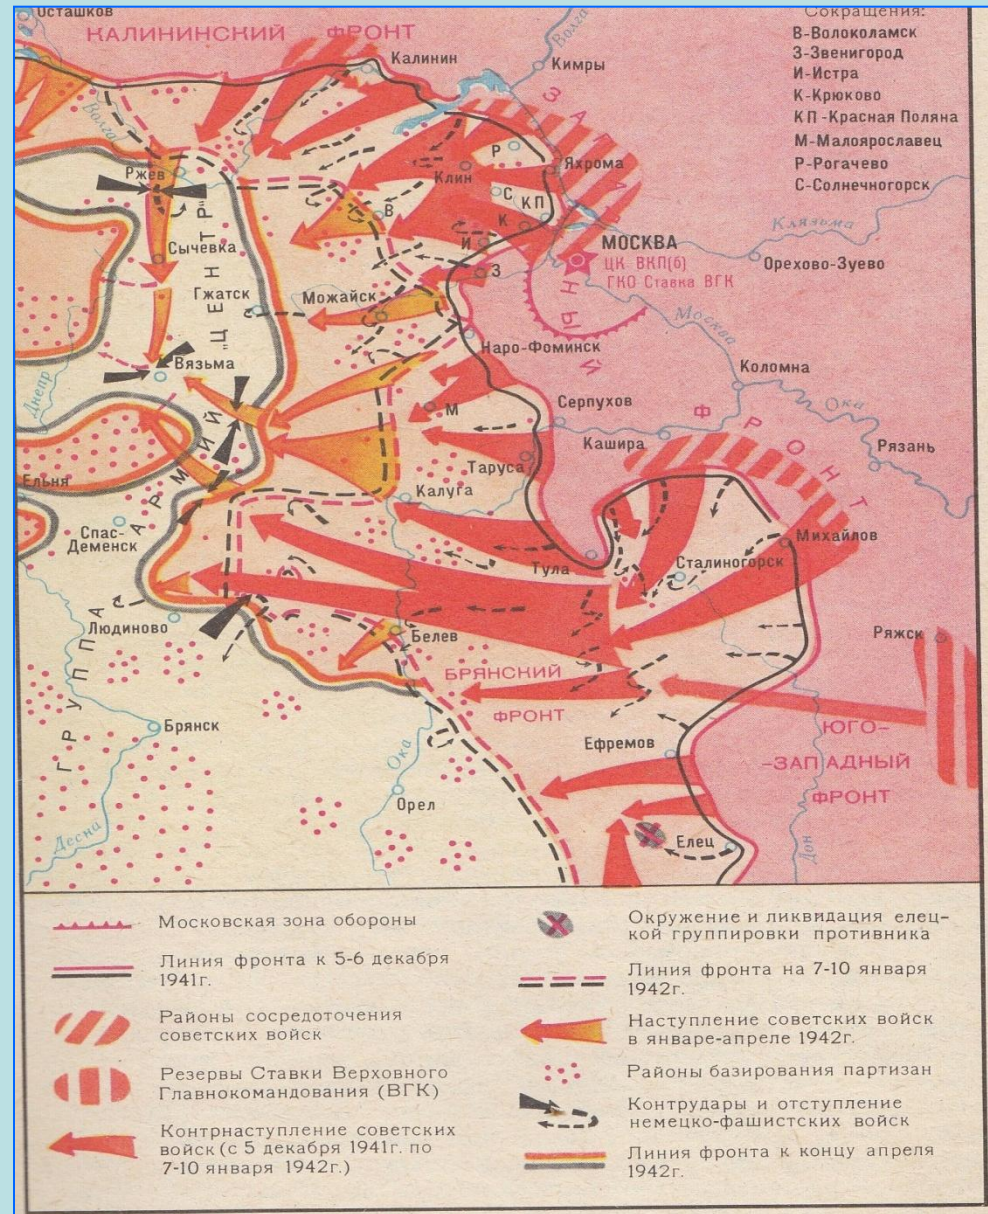 Осташков
КАЛИНИНСКИЙ ФРОНТ
Волга
Калинин
Кимры
Сокращения:
В-Волоколамск
З-Звенигород
И-Истра
К-Крюково
КП-Красная Поляна
М-Малоярославец
Р-Рогачево
С-Солнечногорск
ЗАПАДНЫЙ ФРОНТ
Волга
Ржев
Клин
Р
Яхрома
С
КП
В
К
И
З
Клязьма
МОСКВА
ЦК ВКП(б)
ГКО Ставка ВГК
Орехово-Зуево
Сычевка
Гжатск
Можайск
ГРУППА АРМИЙ "ЦЕНТР"
Москва
Наро-Фоминск
Вязьма
Днепр
Коломна
М
Серпухов
Ока
Кашира
Рязань
Таруса
Ельня
Калуга
Спас-
Деменск
Тула
Сталиногорск
Михайлов
Людиново
Белев
Ряжск
БРЯНСКИЙ
ФРОНТ
Брянск
ЮГО-
-ЗАПАДНЫЙ
ФРОНТ
Ефремов
Ока
Орел
Десна
Елец
Дон
Московская зона обороны
Линия фронта к 5-6 декабря
1941г.
Районы сосредоточения
советских войск
Резервы Ставки Верховного
Главнокомандования (ВГК)
Контрнаступление советских
войск (с 5 декабря 1941г. по
7-10 января 1942г.)
Окружение и ликвидация елец-
кой группировки противника
Линия фронта на 7-10 января
1942г.
Наступление советских войск
в январе-апреле 1942г.
Районы базирования партизан
Контрудары и отступление
немецко-фашистских войск
Линия фронта к концу апреля
1942г.